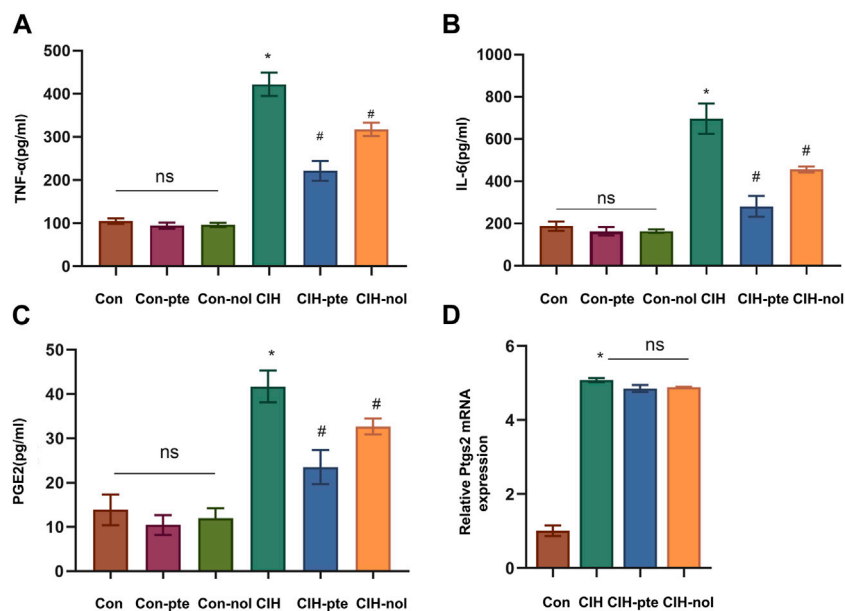 A
TNF-α(pg/ml)
500
400
300
200
100
0
ns
*
#
#
Con Con-pte Con-nol CIH CIH-pte CIH-nol
B
IL-6(pg/ml)
1000
800
600
400
200
0
ns
*
#
#
Con Con-pte Con-nol CIH CIH-pte CIH-nol
C
PGE2(pg/ml)
50
40
30
20
10
0
ns
*
#
#
Con Con-pte Con-nol CIH CIH-pte CIH-nol
D
Relative Ptgs2 mRNA
expression
6
4
2
0
*
ns
Con CIH CIH-pte CIH-nol